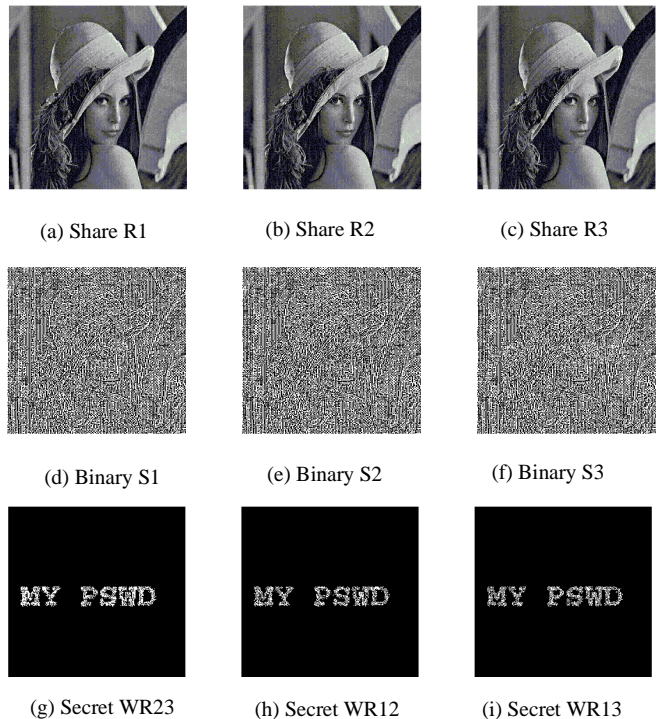 (a) Share R1
(b) Share R2
(c) Share R3
(d) Binary S1
(e) Binary S2
(f) Binary S3
MY PSWD
MY PSWD
MY PSWD
(g) Secret WR23
(h) Secret WR12
(i) Secret WR13